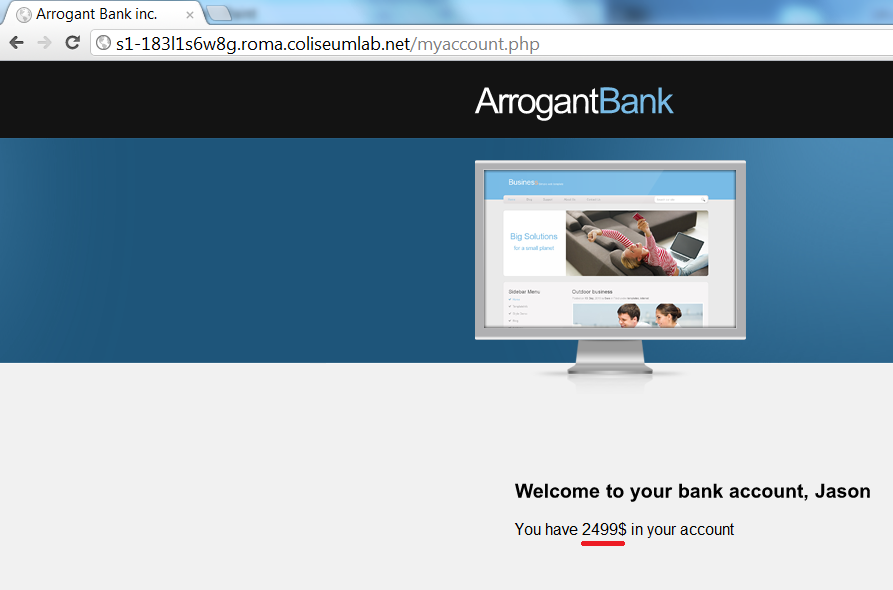 Arrogant Bank inc.
s1-183l1s6w8g.roma.coliseumlab.net/myaccount.php
ArrogantBank
Big Solutions
for a small planet
Sidebar Menu
Outdoor business
Welcome to your bank account, Jason
You have 2499$ in your account